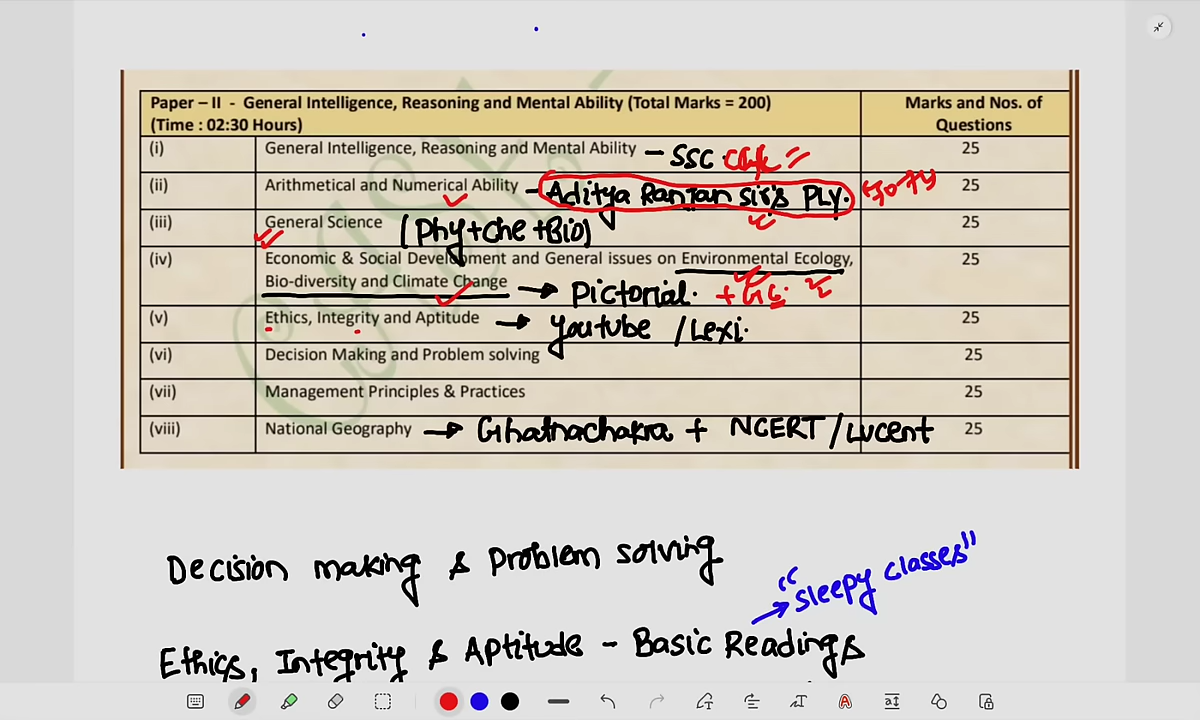 Paper – II - General Intelligence, Reasoning and Mental Ability (Total Marks = 200) Marks and Nos. of
(Time : 02:30 Hours) Questions
(i) General Intelligence, Reasoning and Mental Ability – SSC 25
(ii) Arithmetical and Numerical Ability – Aditya Ranjan sir's PLY. 25
(iii) General Science (Phy+Che+Bio) 25
(iv) Economic & Social Development and General issues on Environmental Ecology, 25
Bio-diversity and Climate Change → Pictorial.
(v) Ethics, Integrity and Aptitude → Youtube /Lexi. 25
(vi) Decision Making and Problem solving 25
(vii) Management Principles & Practices 25
(viii) National Geography → Ghatnachakra + NCERT /Lucent 25
Decision making & Problem solving
"sleepy classes"
Ethics, Integrity & Aptitude – Basic Readings